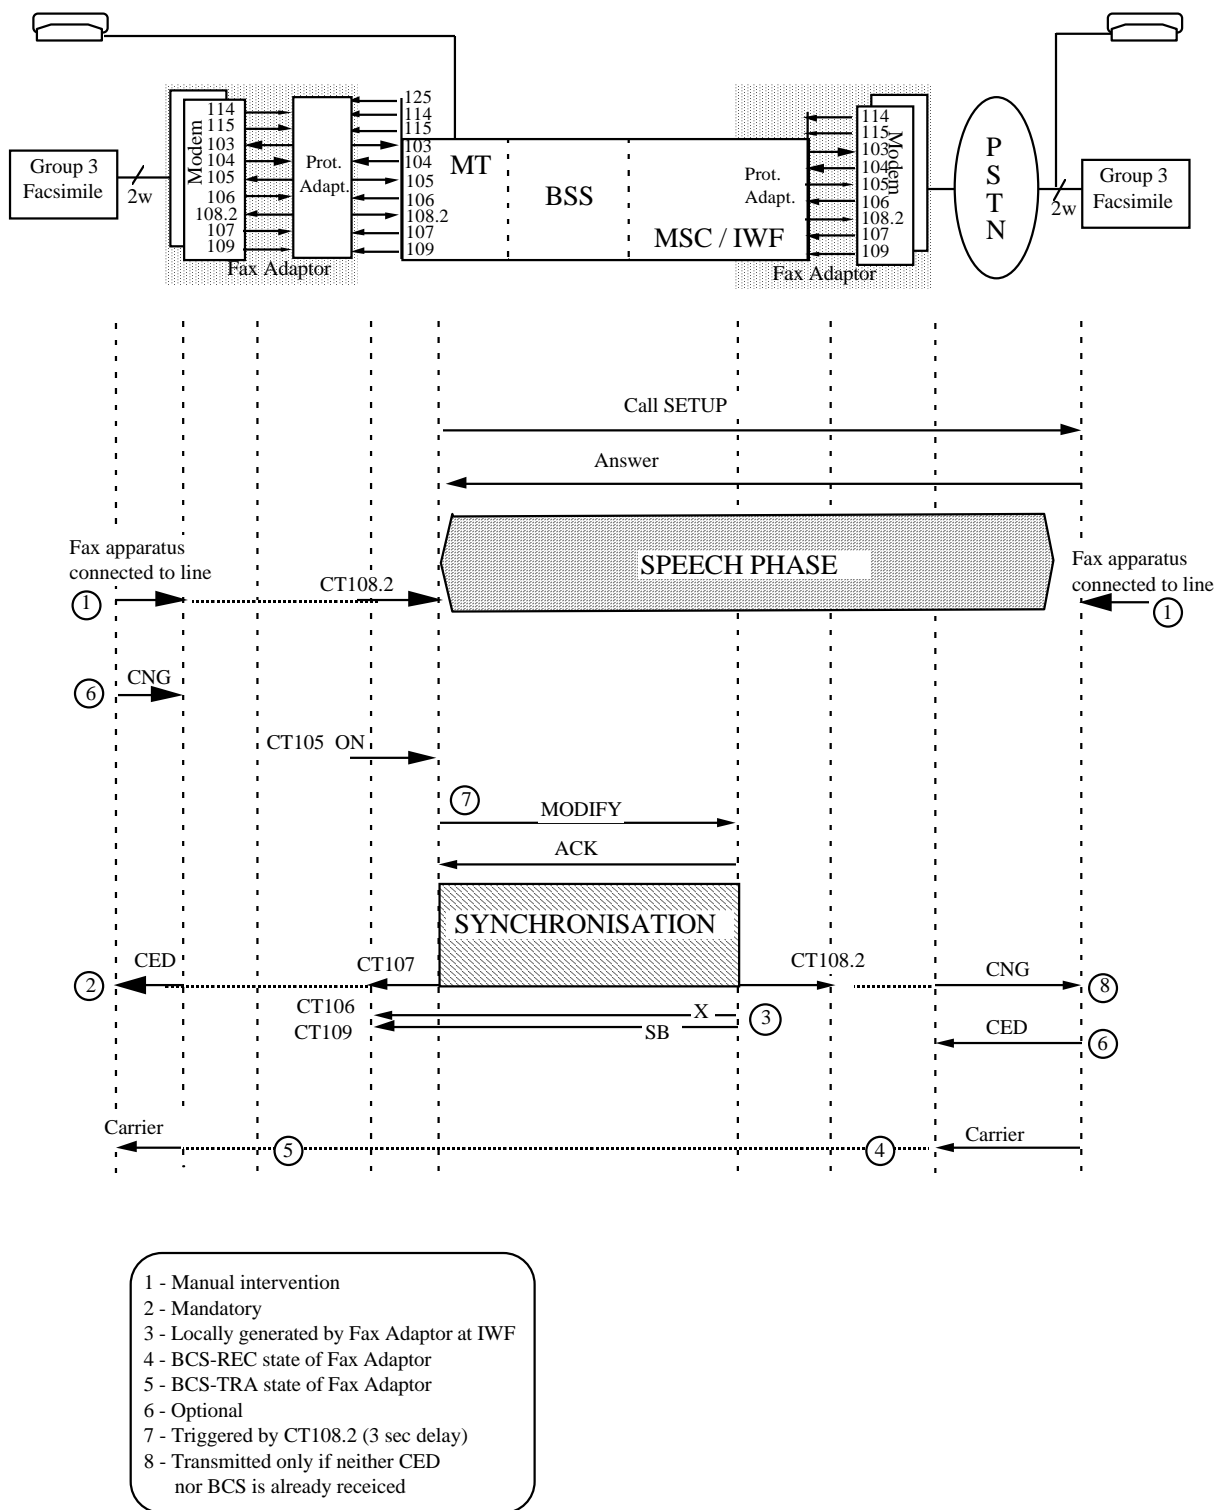 125
114
114
114
115
115
115
103
103
103
104
104
104
105
105
105
106
106
106
108.2
108.2
108.2
107
107
107
109
109
109
Modem
Prot.
Adapt.
MT
BSS
Prot.
Adapt.
MSC / IWF
Modem
P
S
T
N
Group 3
Facsimile
2w
Group 3
Facsimile
2w
Fax Adaptor
Fax Adaptor
Call SETUP
Answer
SPEECH PHASE
Fax apparatus
connected to line
1
CT108.2
Fax apparatus
connected to line
1
CNG
6
CT105 ON
7
MODIFY
ACK
SYNCHRONISATION
CED
2
CT107
CT108.2
CNG
8
CT106
X
3
CT109
SB
CED
6
Carrier
5
4
Carrier
1 - Manual intervention
2 - Mandatory
3 - Locally generated by Fax Adaptor at IWF
4 - BCS-REC state of Fax Adaptor
5 - BCS-TRA state of Fax Adaptor
6 - Optional
7 - Triggered by CT108.2 (3 sec delay)
8 - Transmitted only if neither CED
nor BCS is already receiced